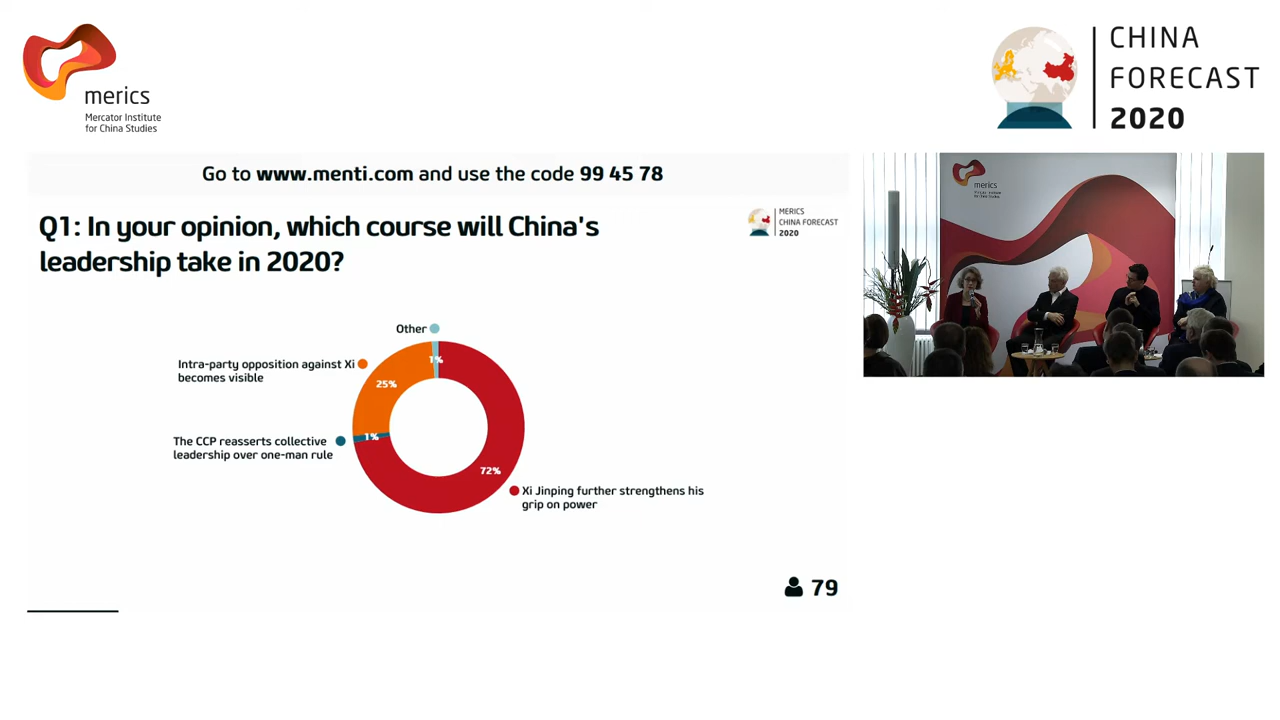 merics
Mercator Institute
for China Studies
CHINA
FORECAST
2020
Go to www.menti.com and use the code 99 45 78
Q1: In your opinion, which course will China's
leadership take in 2020?
MERICS
CHINA FORECAST
2020
Other
1%
Intra-party opposition against Xi
becomes visible
25%
The CCP reasserts collective
leadership over one-man rule
1%
72%
Xi Jinping further strengthens his
grip on power
79
merics